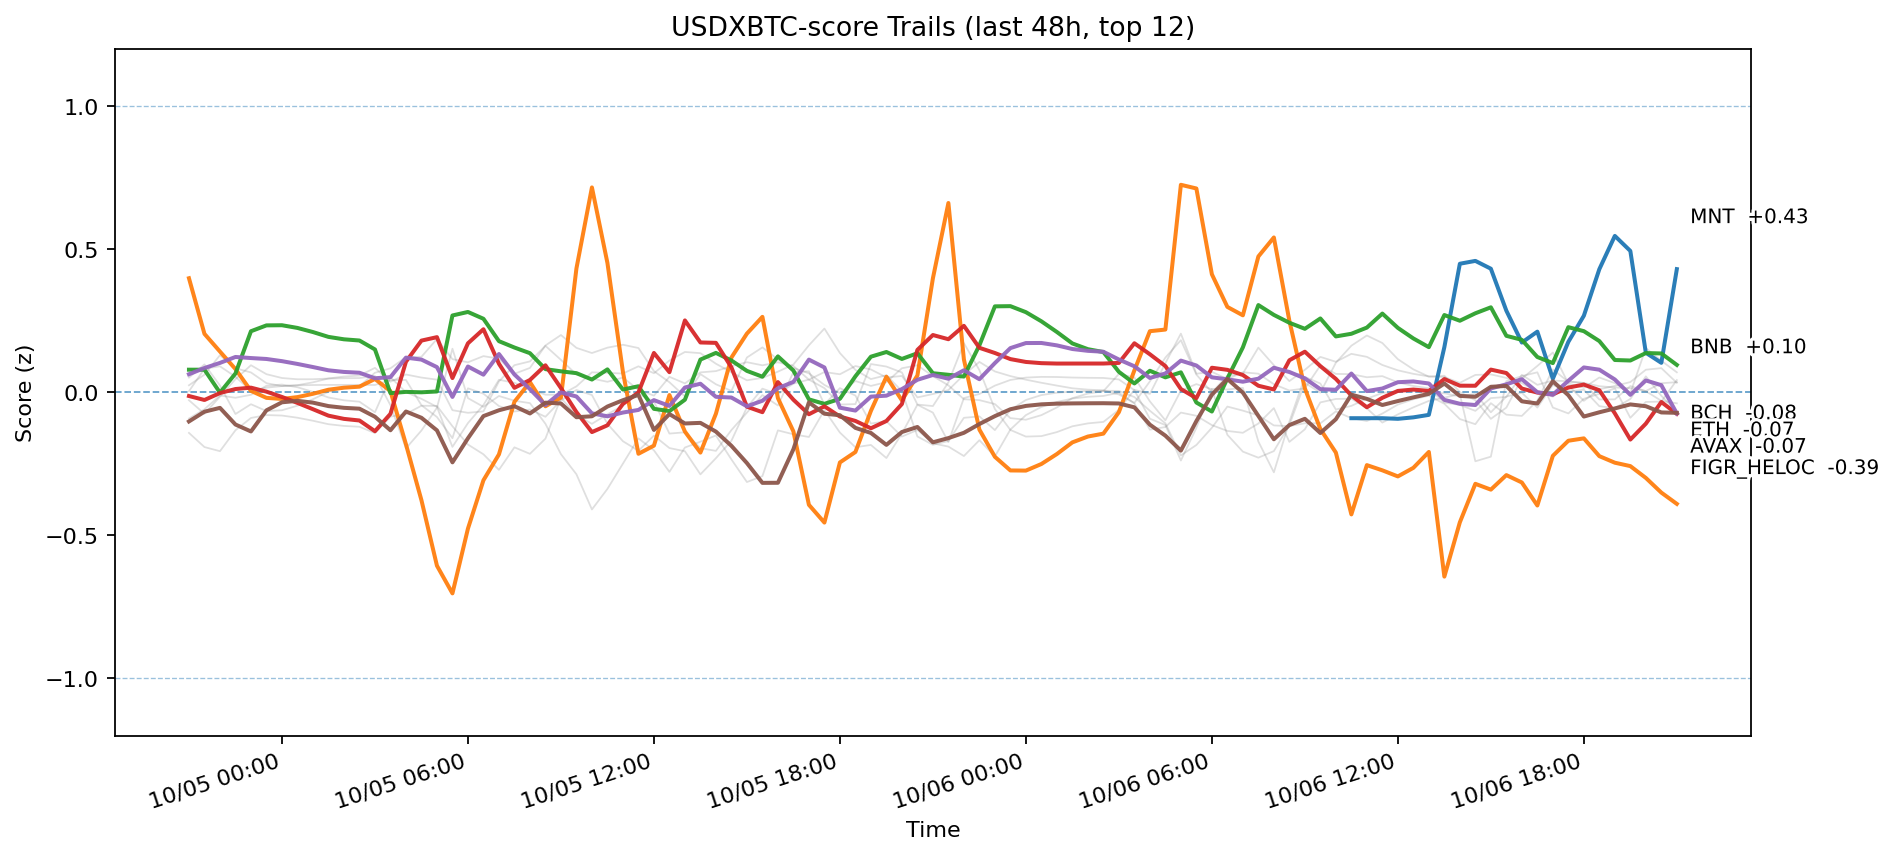 USDXBTC-score Trails (last 48h, top 12)
Score (z)
1.0
0.5
0.0
−0.5
−1.0
MNT +0.43
BNB +0.10
BCH -0.08
ETH -0.07
AVAX -0.07
FIGR_HELOC -0.39
10/05 00:00
10/05 06:00
10/05 12:00
10/05 18:00
10/06 00:00
10/06 06:00
10/06 12:00
10/06 18:00
Time